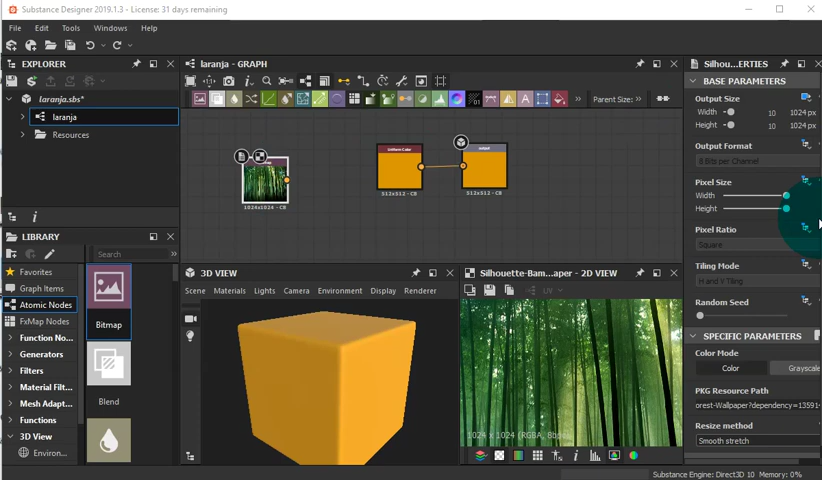 Substance Designer 2019.1.3 - License: 31 days remaining
File Edit Tools Windows Help
EXPLORER
laranja.sbs*
laranja
Resources
LIBRARY
Search
Favorites
Graph Items
Atomic Nodes
FxMap Nodes
Function No...
Generators
Filters
Material Filt...
Mesh Adapt...
Functions
3D View
Environ...
Bitmap
Blend
laranja - GRAPH
Parent Size:
1024x1024 - C8
Uniform Color
512x512 - C8
output
512x512 - C8
3D VIEW
Scene Materials Lights Camera Environment Display Renderer
Silhouette-Bam...aper - 2D VIEW
UV
1024 x 1024 (RGBA, 8bpc)
Silhou...ERTIES
BASE PARAMETERS
Output Size
Width 10 1024 px
Height 10 1024 px
Output Format
8 Bits per Channel
Pixel Size
Width
Height
Pixel Ratio
Square
Tiling Mode
H and V Tiling
Random Seed
SPECIFIC PARAMETERS
Color Mode
Color Grayscale
PKG Resource Path
orest-Wallpaper?dependency=13591
Resize method
Smooth stretch
Substance Engine: Direct3D 10 Memory: 0%